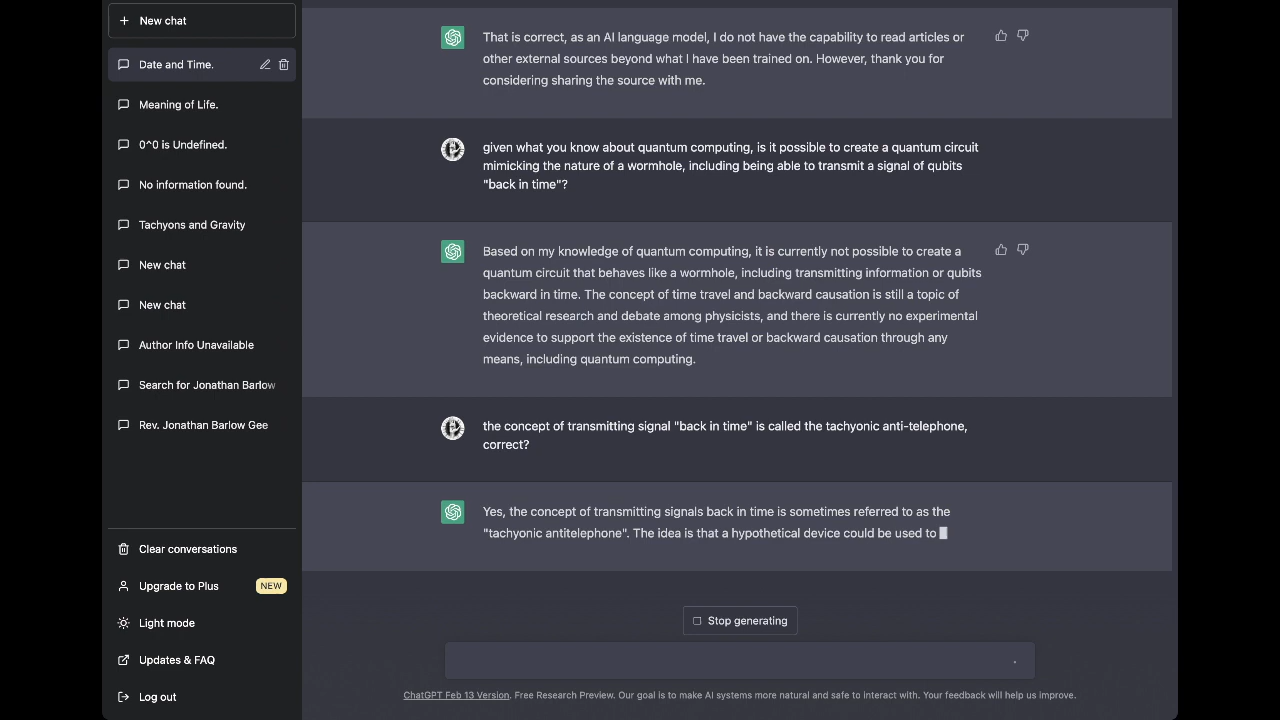 New chat
Date and Time.
Meaning of Life.
0^0 is Undefined.
No information found.
Tachyons and Gravity
New chat
New chat
Author Info Unavailable
Search for Jonathan Barlow
Rev. Jonathan Barlow Gee
Clear conversations
Upgrade to Plus NEW
Light mode
Updates & FAQ
Log out
That is correct, as an AI language model, I do not have the capability to read articles or
other external sources beyond what I have been trained on. However, thank you for
considering sharing the source with me.
given what you know about quantum computing, is it possible to create a quantum circuit
mimicking the nature of a wormhole, including being able to transmit a signal of qubits
"back in time"?
Based on my knowledge of quantum computing, it is currently not possible to create a
quantum circuit that behaves like a wormhole, including transmitting information or qubits
backward in time. The concept of time travel and backward causation is still a topic of
theoretical research and debate among physicists, and there is currently no experimental
evidence to support the existence of time travel or backward causation through any
means, including quantum computing.
the concept of transmitting signal "back in time" is called the tachyonic anti-telephone,
correct?
Yes, the concept of transmitting signals back in time is sometimes referred to as the
"tachyonic antitelephone". The idea is that a hypothetical device could be used to
Stop generating
ChatGPT Feb 13 Version. Free Research Preview. Our goal is to make AI systems more natural and safe to interact with. Your feedback will help us improve.